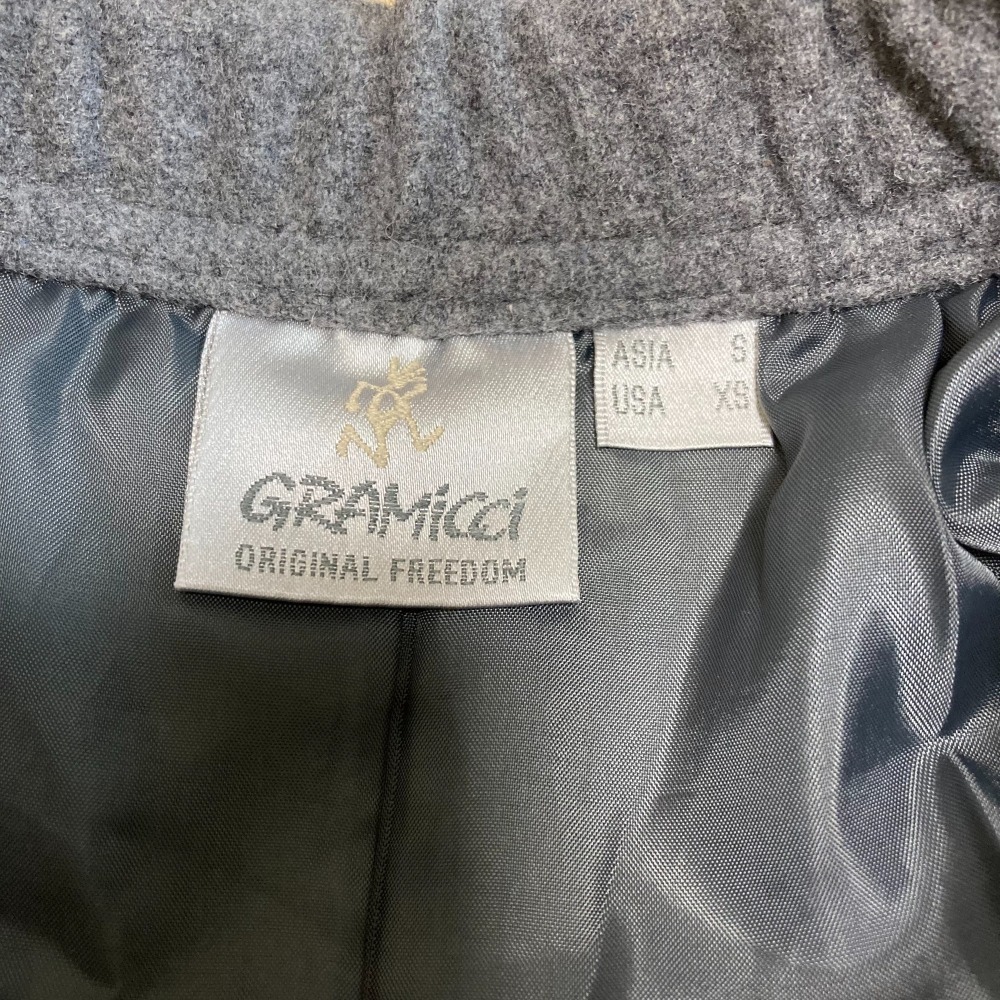 GRAMiCCi
ORIGINAL FREEDOM
ASIA S
USA XS